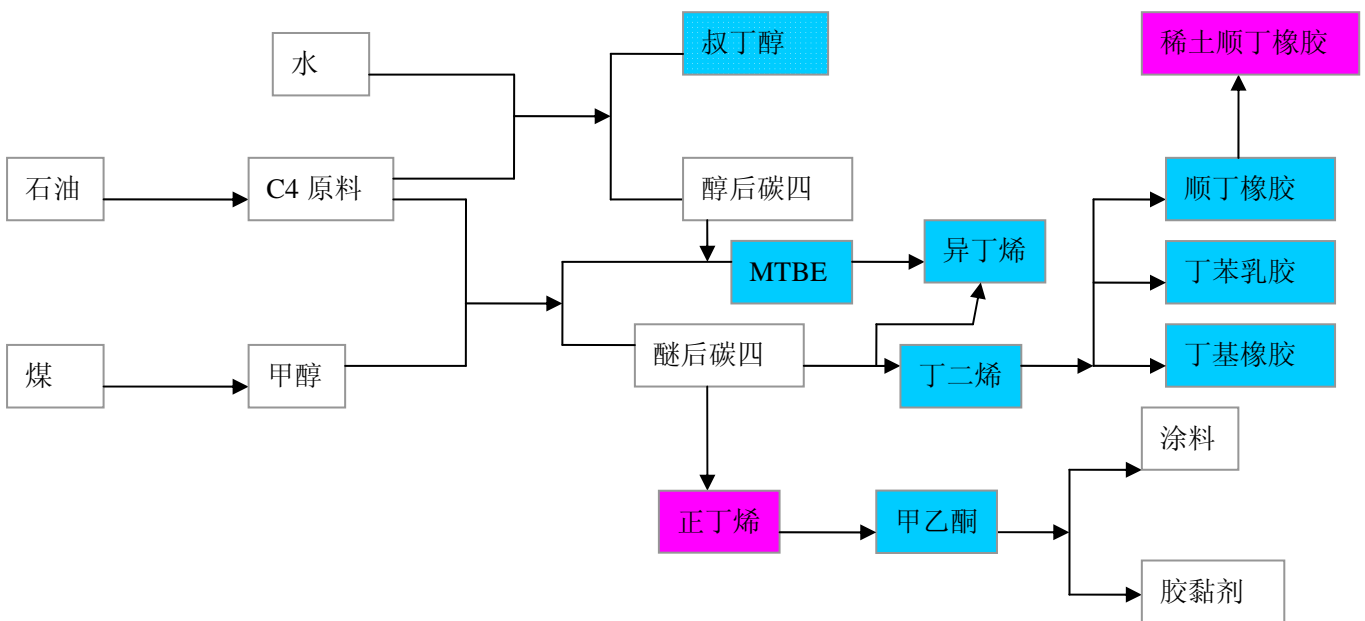 叔丁醇
稀土顺丁橡胶
水
石油
C4 原料
醇后碳四
顺丁橡胶
MTBE
异丁烯
丁苯乳胶
煤
甲醇
醚后碳四
丁二烯
丁基橡胶
涂料
正丁烯
甲乙酮
胶黏剂